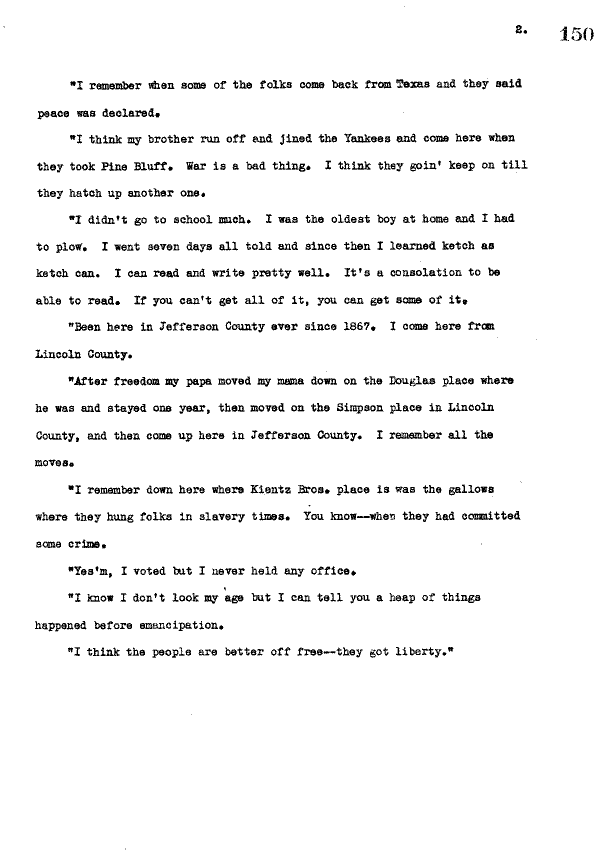 2. 150
"I remember when some of the folks come back from Texas and they said
peace was declared.
"I think my brother run off and jined the Yankees and come here when
they took Pine Bluff. War is a bad thing. I think they goin' keep on till
they hatch up another one.
"I didn't go to school much. I was the oldest boy at home and I had
to plow. I went seven days all told and since then I learned ketch as
ketch can. I can read and write pretty well. It's a consolation to be
able to read. If you can't get all of it, you can get some of it.
"Been here in Jefferson County ever since 1867. I come here from
Lincoln County.
"After freedom my papa moved my mama down on the Douglas place where
he was and stayed one year, then moved on the Simpson place in Lincoln
County, and then come up here in Jefferson County. I remember all the
moves.
"I remember down here where Kientz Bros. place is was the gallows
where they hung folks in slavery times. You know--when they had committed
some crime.
"Yes'm, I voted but I never held any office.
"I know I don't look my age but I can tell you a heap of things
happened before emancipation.
"I think the people are better off free--they got liberty."